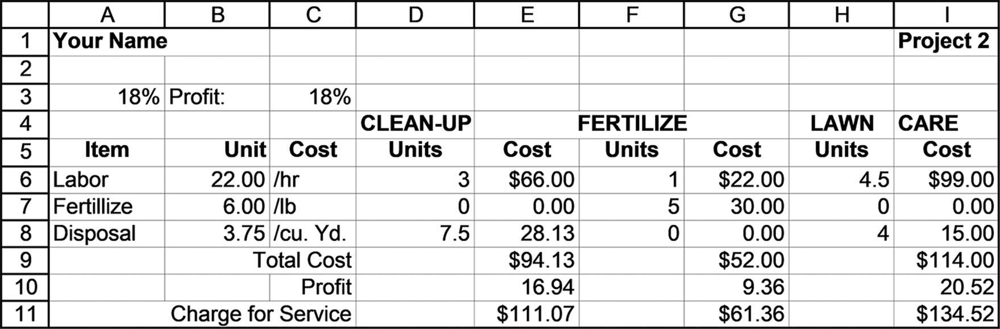 A B C D E F G H I
1 Your Name Project 2
2
3 18% Profit: 18%
4 CLEAN-UP FERTILIZE LAWN CARE
5 Item Unit Cost Units Cost Units Cost Units Cost
6 Labor 22.00 /hr 3 $66.00 1 $22.00 4.5 $99.00
7 Fertillize 6.00 /lb 0 0.00 5 30.00 0 0.00
8 Disposal 3.75 /cu. Yd. 7.5 28.13 0 0.00 4 15.00
9 Total Cost $94.13 $52.00 $114.00
10 Profit 16.94 9.36 20.52
11 Charge for Service $111.07 $61.36 $134.52